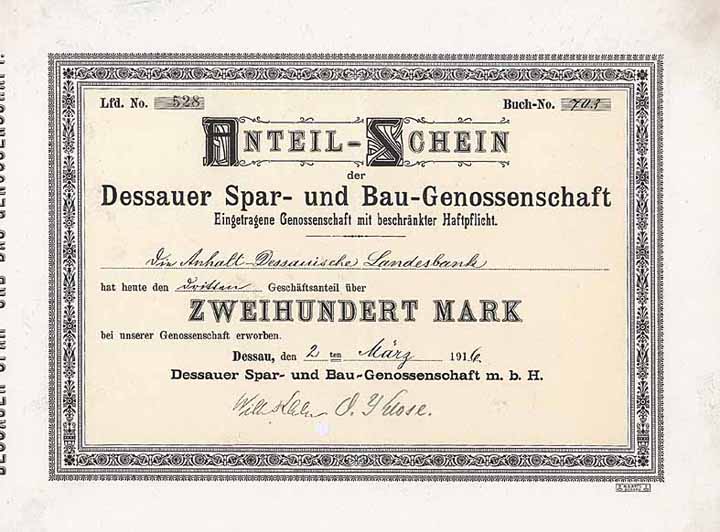 Lfd. No. 528 Buch-No. 703
ANTEIL-SCHEIN
der
Dessauer Spar- und Bau-Genossenschaft
Eingetragene Genossenschaft mit beschränkter Haftpflicht.
Die Anhalt-Dessauische Landesbank
hat heute den dritten Geschäftsanteil über
ZWEIHUNDERT MARK
bei unserer Genossenschaft erworben.
Dessau, den 2 ten März 1916.
Dessauer Spar- und Bau-Genossenschaft m. b. H.
O. Klose.